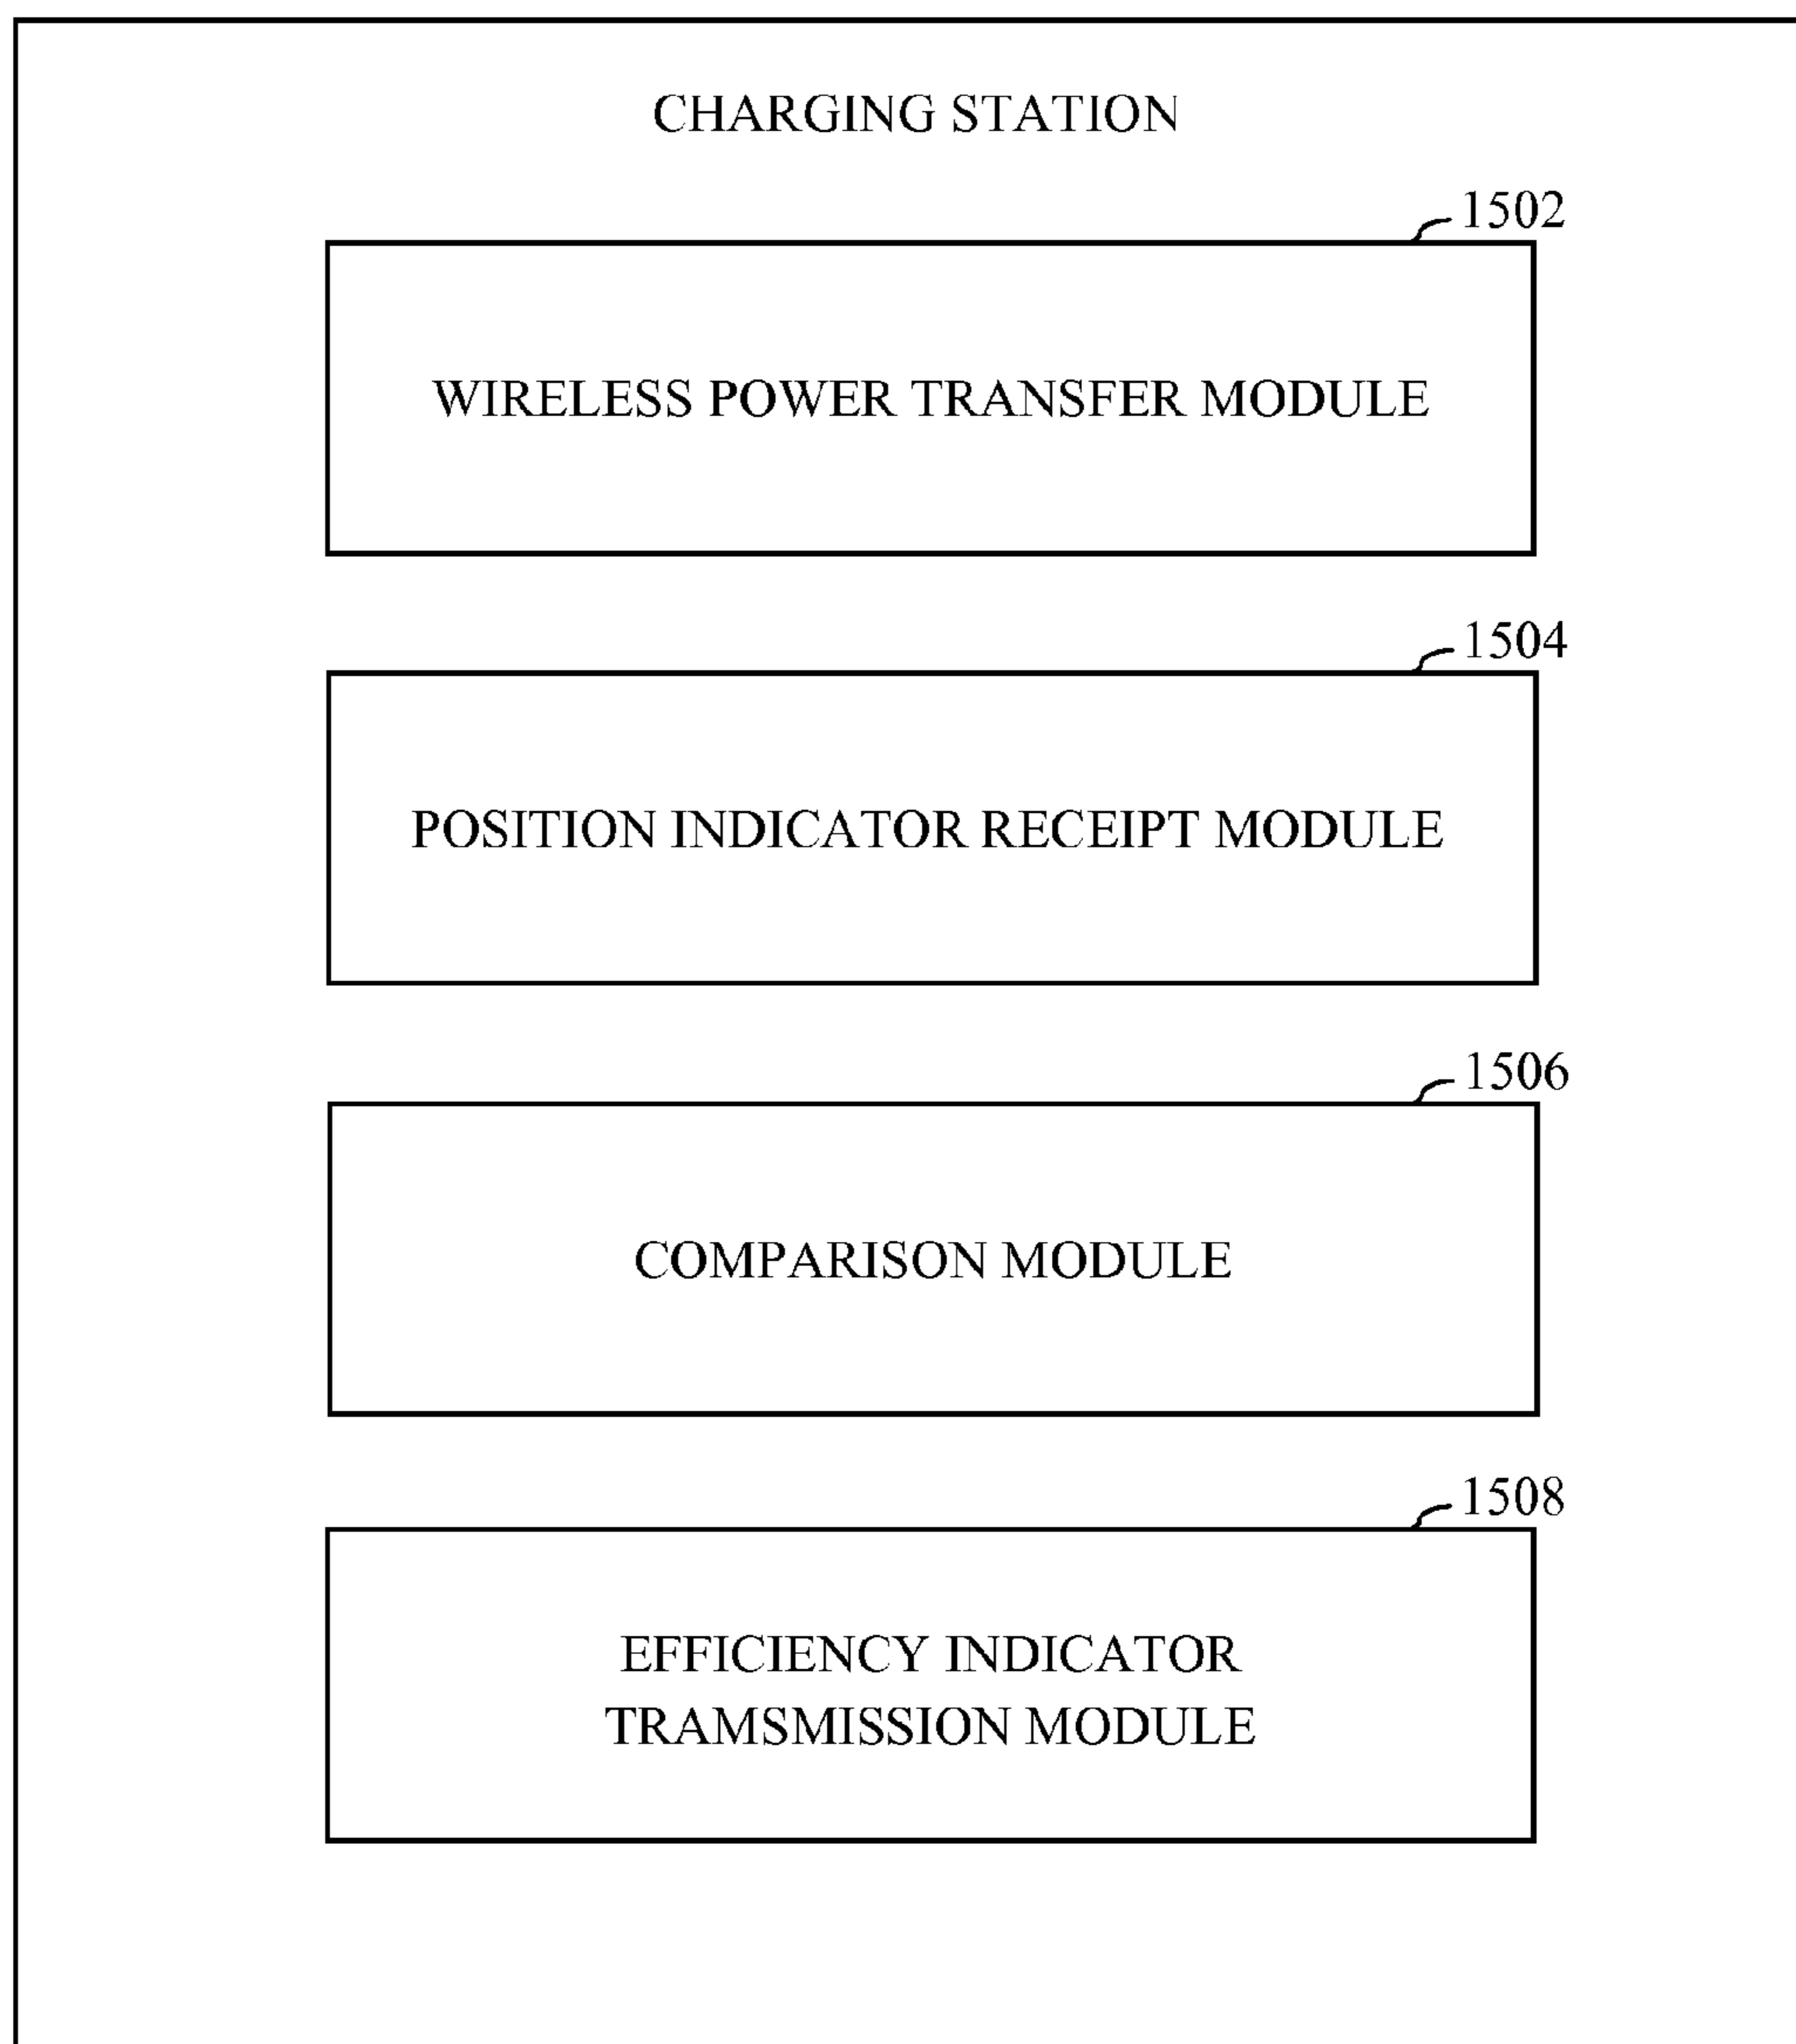 CHARGING STATION
1502
WIRELESS POWER TRANSFER MODULE
1504
POSITION INDICATOR RECEIPT MODULE
1506
COMPARISON MODULE
1508
EFFICIENCY INDICATOR
TRAMSMISSION MODULE